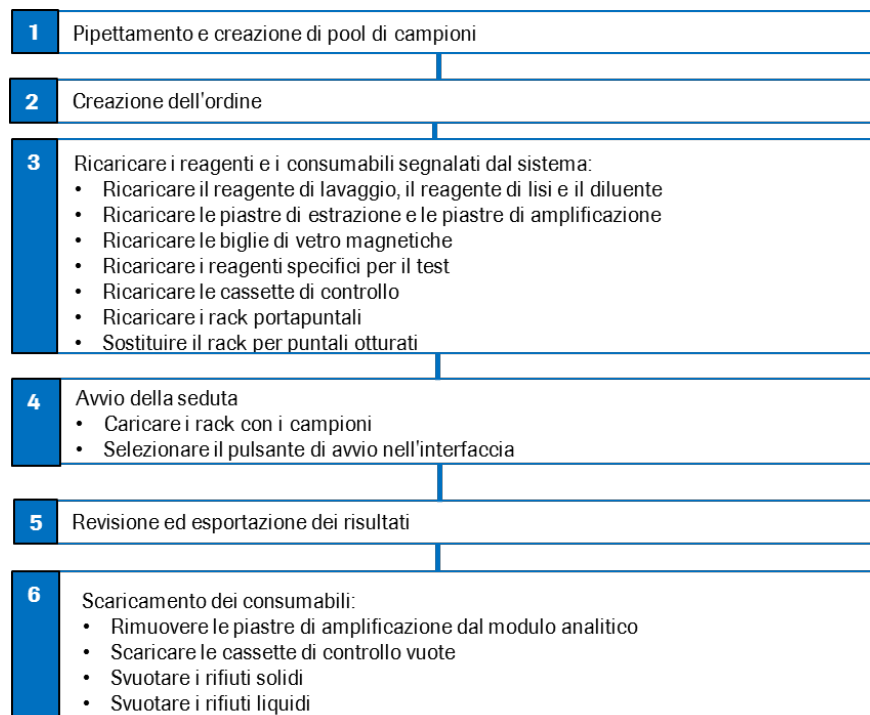 1 Pipettamento e creazione di pool di campioni
2 Creazione dell'ordine
3 Ricaricare i reagenti e i consumabili segnalati dal sistema:
• Ricaricare il reagente di lavaggio, il reagente di lisi e il diluente
• Ricaricare le piastre di estrazione e le piastre di amplificazione
• Ricaricare le biglie di vetro magnetiche
• Ricaricare i reagenti specifici per il test
• Ricaricare le cassette di controllo
• Ricaricare i rack portapuntali
• Sostituire il rack per puntali otturati
4 Avvio della seduta
• Caricare i rack con i campioni
• Selezionare il pulsante di avvio nell'interfaccia
5 Revisione ed esportazione dei risultati
6 Scaricamento dei consumabili:
• Rimuovere le piastre di amplificazione dal modulo analitico
• Scaricare le cassette di controllo vuote
• Svuotare i rifiuti solidi
• Svuotare i rifiuti liquidi